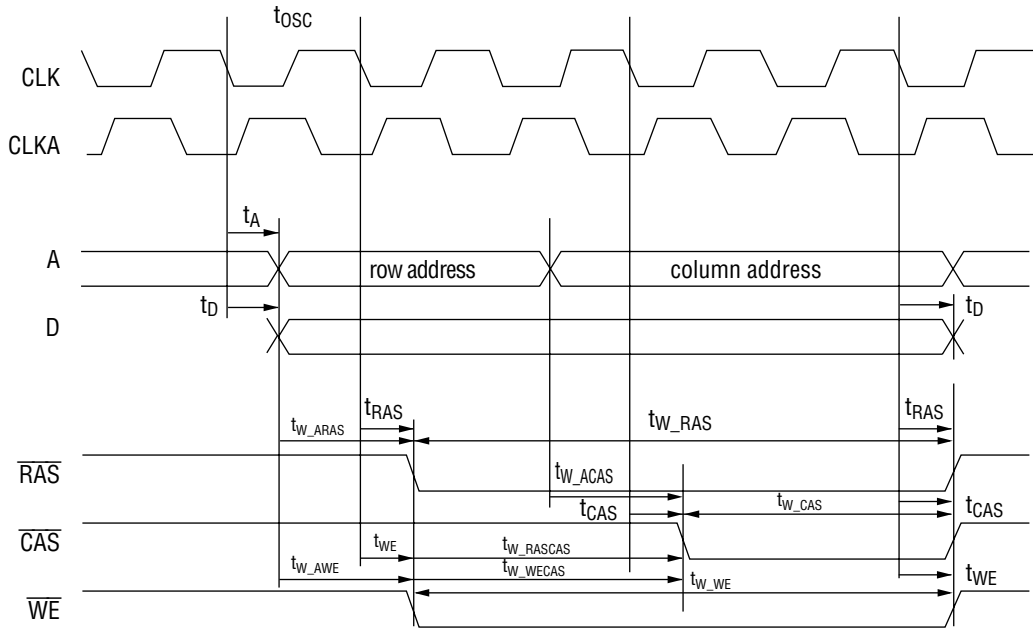 tOSC
CLK
CLKA
tA
A row address column address
tD tD
D
tRAS tRAS
tW_ARAS tW_RAS
RAS
tW_ACAS
tCAS tW_CAS tCAS
CAS
tWE tW_RASCAS
tW_AWE tW_WECAS tW_WE tWE
WE